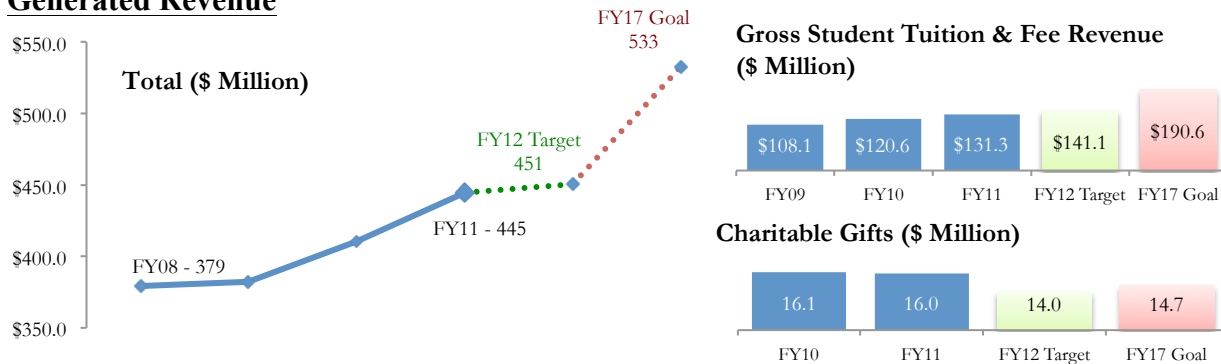 Generated Revenue
Total ($ Million)
$550.0
$500.0
$450.0
$400.0
$350.0
FY08 - 379
FY11 - 445
FY12 Target
451
FY17 Goal
533
Gross Student Tuition & Fee Revenue
($ Million)
$108.1
$120.6
$131.3
$141.1
$190.6
FY09
FY10
FY11
FY12 Target
FY17 Goal
Charitable Gifts ($ Million)
16.1
16.0
14.0
14.7
FY10
FY11
FY12 Target
FY17 Goal